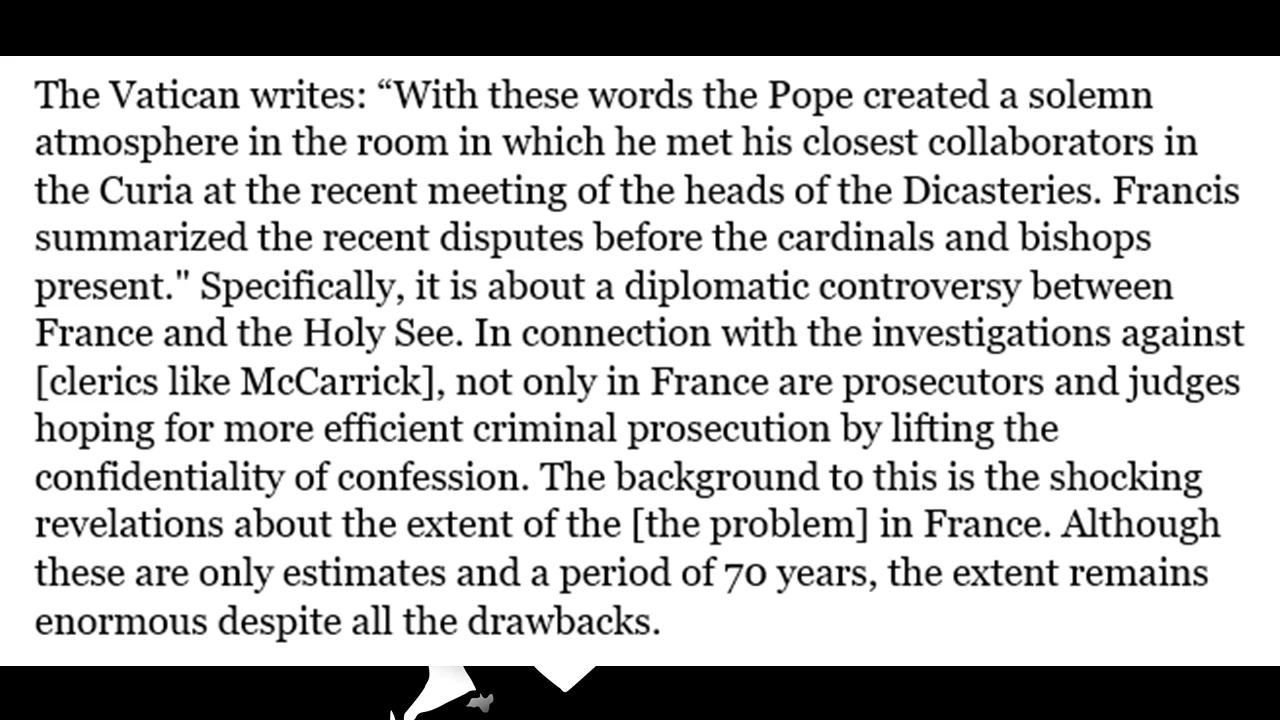 The Vatican writes: “With these words the Pope created a solemn
atmosphere in the room in which he met his closest collaborators in
the Curia at the recent meeting of the heads of the Dicasteries. Francis
summarized the recent disputes before the cardinals and bishops
present." Specifically, it is about a diplomatic controversy between
France and the Holy See. In connection with the investigations against
[clerics like McCarrick], not only in France are prosecutors and judges
hoping for more efficient criminal prosecution by lifting the
confidentiality of confession. The background to this is the shocking
revelations about the extent of the [the problem] in France. Although
these are only estimates and a period of 70 years, the extent remains
enormous despite all the drawbacks.